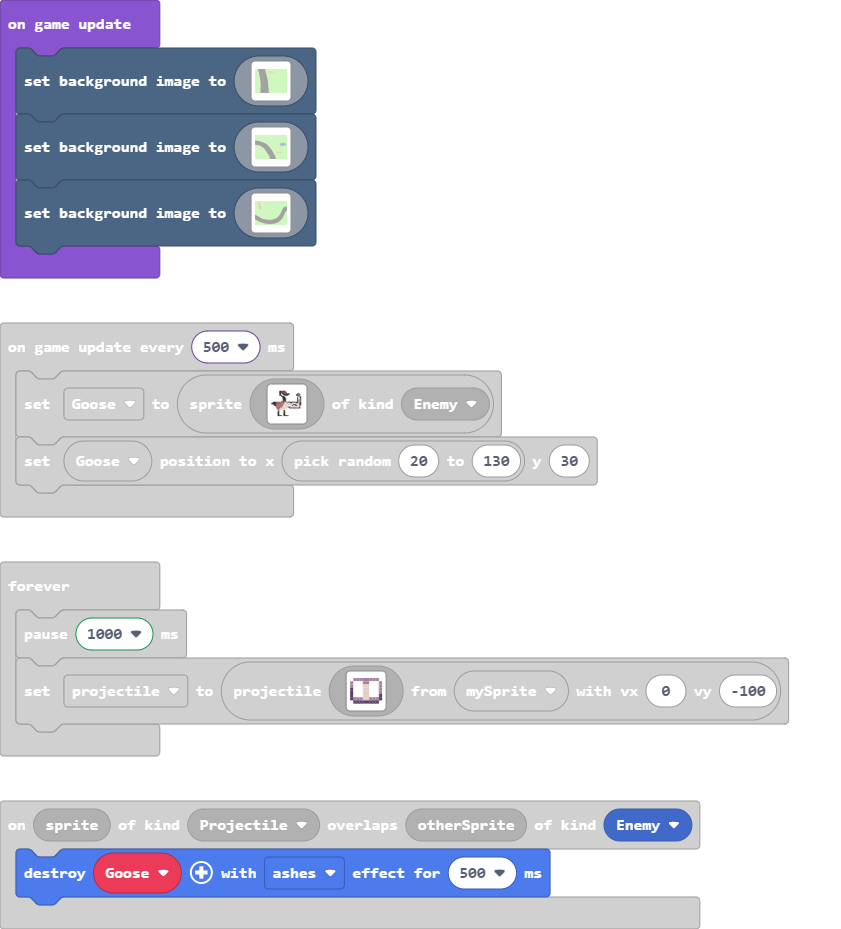 on game update
set background image to
set background image to
set background image to
on game update every 500 ms
set Goose to sprite of kind Enemy
set Goose position to x pick random 20 to 130 y 30
forever
pause 1000 ms
set projectile to projectile from mySprite with vx 0 vy -100
on sprite of kind Projectile overlaps otherSprite of kind Enemy
destroy Goose with ashes effect for 500 ms